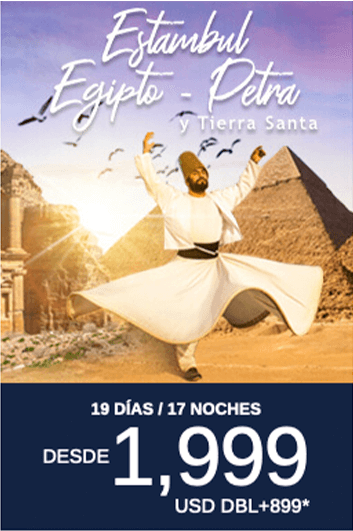 Estambul
Egipto - Petra
y Tierra Santa
19 DÍAS / 17 NOCHES
DESDE 1,999
USD DBL+899*